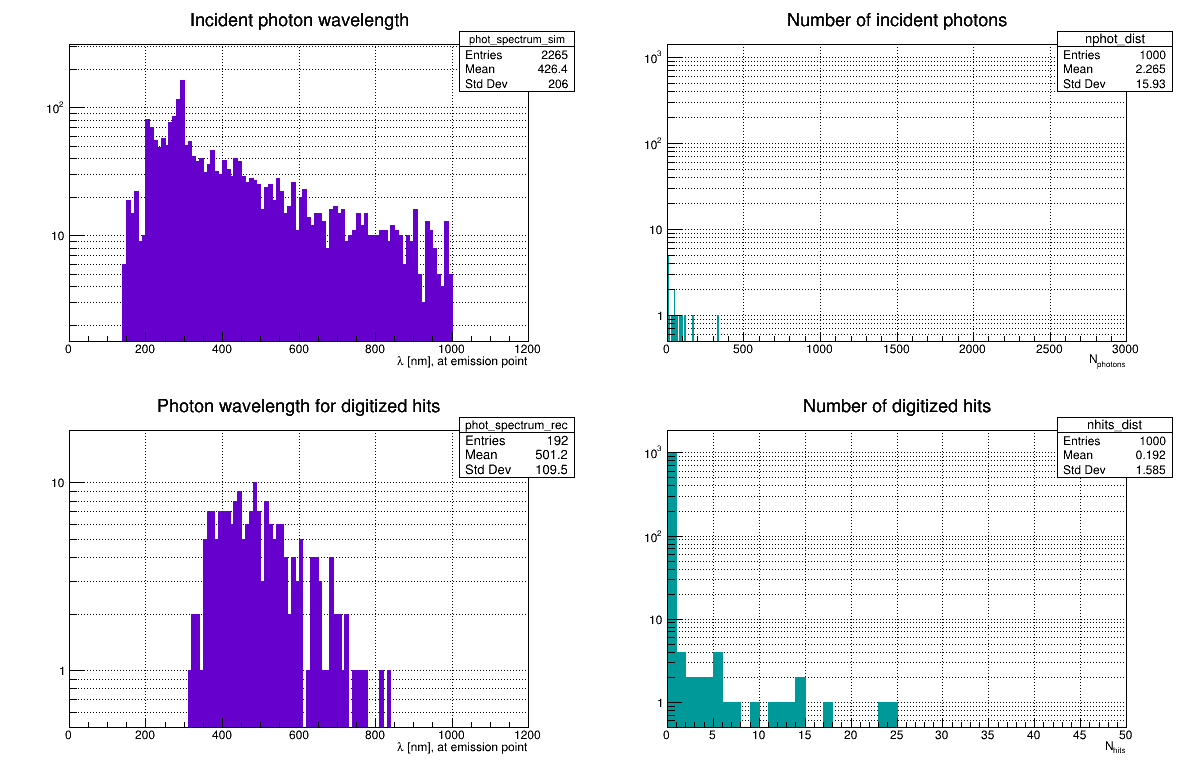 Incident photon wavelength
phot_spectrum_sim
Entries 2265
Mean 426.4
Std Dev 206
10²
10
0 200 400 600 800 1000 1200
λ [nm], at emission point
Number of incident photons
nphot_dist
Entries 1000
Mean 2.265
Std Dev 15.93
10³
10²
10
1
0 500 1000 1500 2000 2500 3000
N_photons
Photon wavelength for digitized hits
phot_spectrum_rec
Entries 192
Mean 501.2
Std Dev 109.5
10
1
0 200 400 600 800 1000 1200
λ [nm], at emission point
Number of digitized hits
nhits_dist
Entries 1000
Mean 0.192
Std Dev 1.585
10³
10²
10
1
0 5 10 15 20 25 30 35 40 45 50
N_hits